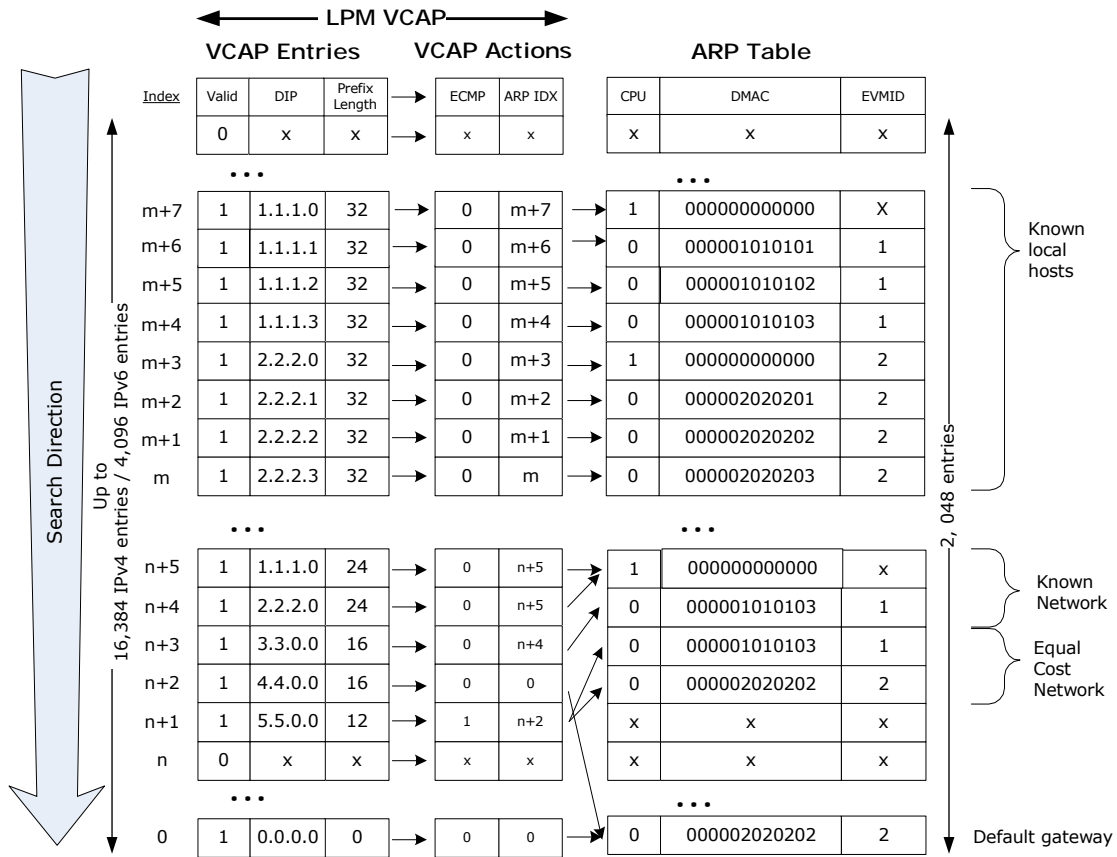 LPM VCAP
VCAP Entries VCAP Actions ARP Table
Index Valid DIP Prefix Length ECMP ARP IDX CPU DMAC EVMID
0 x x x x x x x
... ...
m+7 1 1.1.1.0 32 0 m+7 1 000000000000 X
m+6 1 1.1.1.1 32 0 m+6 0 000001010101 1
m+5 1 1.1.1.2 32 0 m+5 0 000001010102 1
m+4 1 1.1.1.3 32 0 m+4 0 000001010103 1
m+3 1 2.2.2.0 32 0 m+3 1 000000000000 2
m+2 1 2.2.2.1 32 0 m+2 0 000002020201 2
m+1 1 2.2.2.2 32 0 m+1 0 000002020202 2
m 1 2.2.2.3 32 0 m 0 000002020203 2
... ...
n+5 1 1.1.1.0 24 0 n+5 1 000000000000 x
n+4 1 2.2.2.0 24 0 n+5 0 000001010103 1
n+3 1 3.3.0.0 16 0 n+4 0 000001010103 1
n+2 1 4.4.0.0 16 0 0 0 000002020202 2
n+1 1 5.5.0.0 12 1 n+2 x x x
n 0 x x x x x x x
... ...
0 1 0.0.0.0 0 0 0 0 000002020202 2 Default gateway
Search Direction
Up to
16,384 IPv4 entries / 4,096 IPv6 entries
2, 048 entries
Known
local
hosts
Known
Network
Equal
Cost
Network